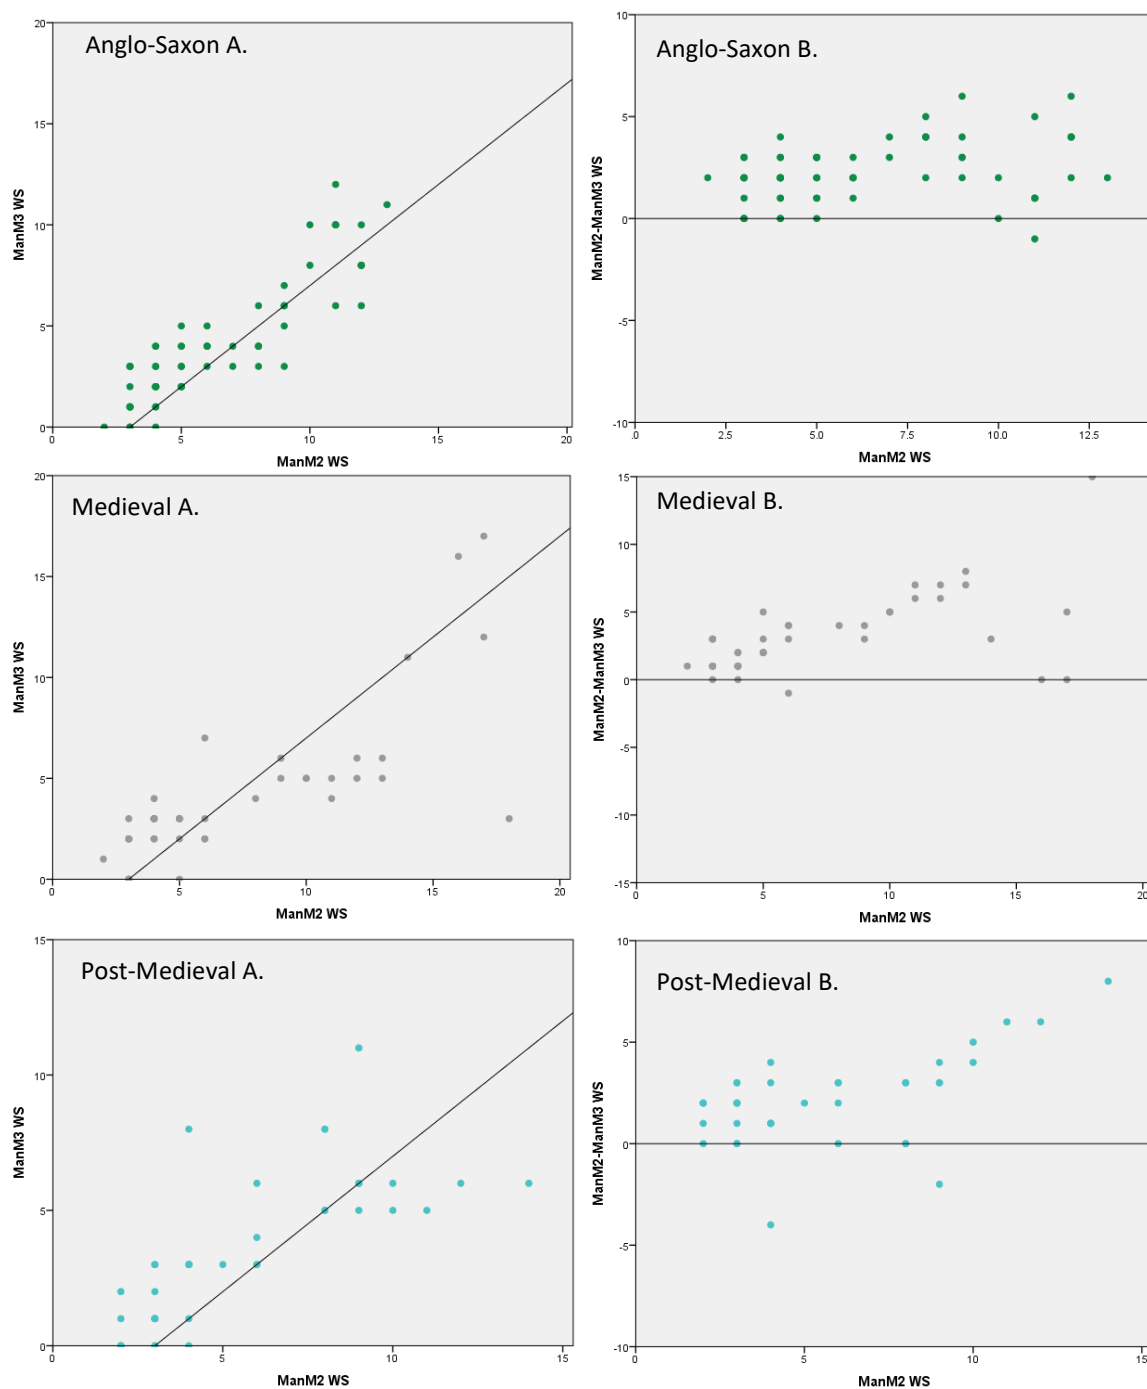 Anglo-Saxon A.
20
15
10
5
0
ManM3 WS
0 5 10 15 20
ManM2 WS
Anglo-Saxon B.
10
5
0
-5
-10
ManM2-ManM3 WS
.0 2.5 5.0 7.5 10.0 12.5
ManM2 WS
Medieval A.
20
15
10
5
0
ManM3 WS
0 5 10 15 20
ManM2 WS
Medieval B.
15
10
5
0
-5
-10
-15
ManM2-ManM3 WS
0 5 10 15 20
ManM2 WS
Post-Medieval A.
15
10
5
0
ManM3 WS
0 5 10 15
ManM2 WS
Post-Medieval B.
10
5
0
-5
-10
ManM2-ManM3 WS
0 5 10 15
ManM2 WS